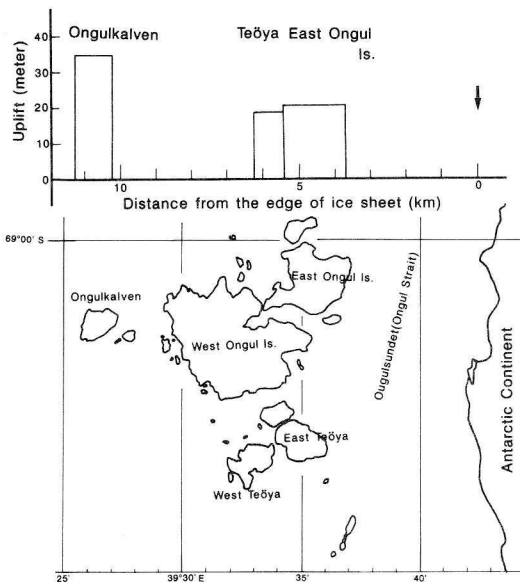 Ongulkalven
Teöya East Ongul
Is.
Uplift (meter)
40
30
20
10
0
10
5
0
Distance from the edge of ice sheet (km)
69°00' S
East Ongul Is.
Ongulkalven
West Ongul Is.
Ougulsundet(Ongul Strait)
Antarctic Continent
East Teöya
West Teöya
25'
39°30' E
35'
40'